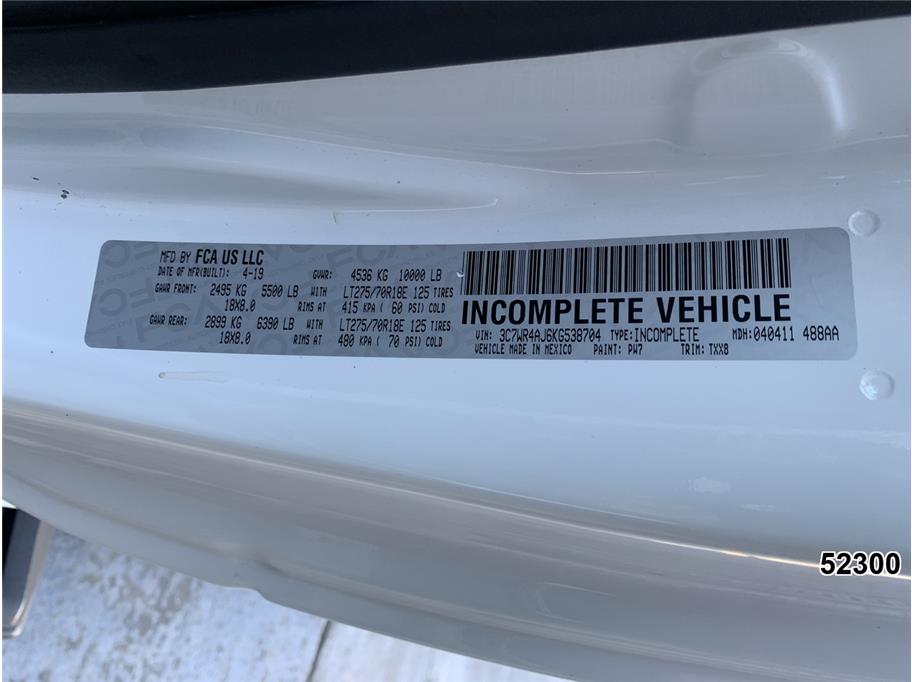 MFD BY FCA US LLC
DATE OF MFR(BUILT): 4-19 GVWR: 4536 KG 10000 LB
GAWR FRONT: 2495 KG 5500 LB WITH LT275/70R18E 125 TIRES
18X8.0 RIMS AT 415 KPA ( 60 PSI) COLD
GAWR REAR: 2899 KG 6390 LB WITH LT275/70R18E 125 TIRES
18X8.0 RIMS AT 480 KPA ( 70 PSI) COLD
INCOMPLETE VEHICLE
VIN: 3C7WR4AJ6KG538704 TYPE:INCOMPLETE MDH:040411 488AA
VEHICLE MADE IN MEXICO PAINT: PW7 TRIM: TXX8
52300